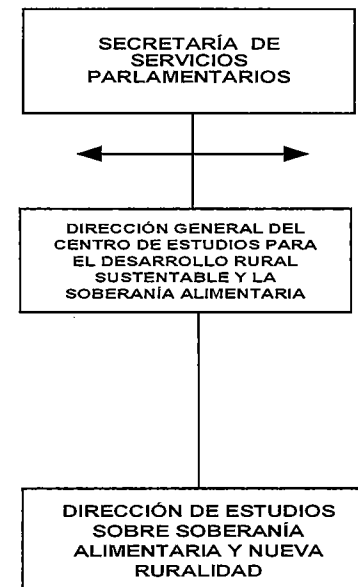 SECRETARÍA DE
SERVICIOS
PARLAMENTARIOS
DIRECCIÓN GENERAL DEL
CENTRO DE ESTUDIOS PARA
EL DESARROLLO RURAL
SUSTENTABLE Y LA
SOBERANÍA ALIMENTARIA
DIRECCIÓN DE ESTUDIOS
SOBRE SOBERANÍA
ALIMENTARIA Y NUEVA
RURALIDAD